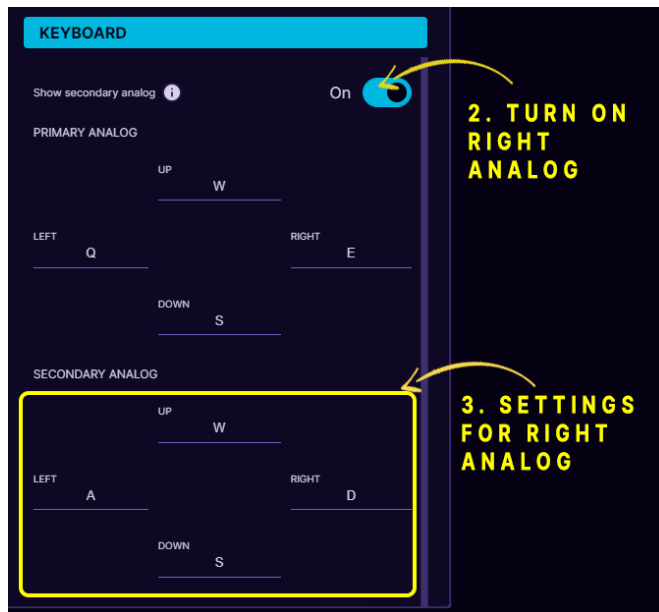 KEYBOARD
Show secondary analog i On
2. TURN ON
RIGHT
ANALOG
PRIMARY ANALOG
UP
W
LEFT
Q
RIGHT
E
DOWN
S
SECONDARY ANALOG
3. SETTINGS
FOR RIGHT
ANALOG
UP
W
LEFT
A
RIGHT
D
DOWN
S